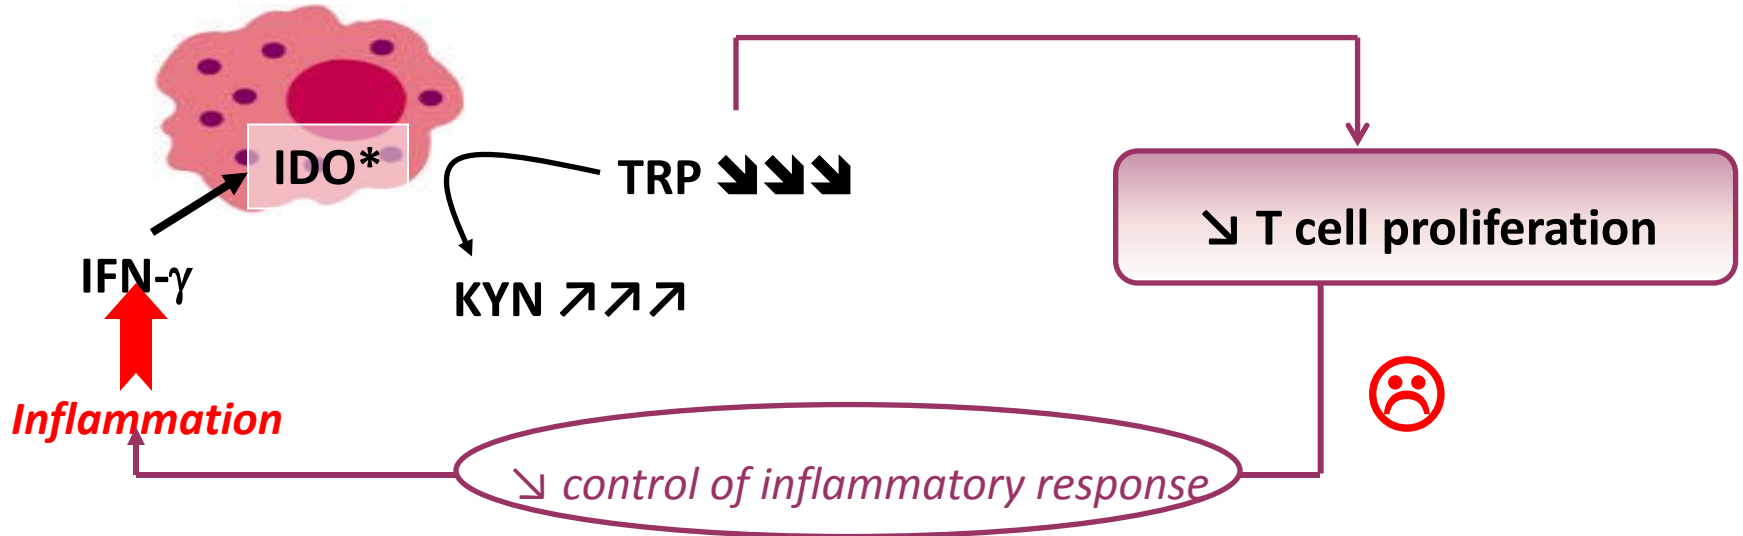 IDO*
TRP ↘↘↘
↘ T cell proliferation
IFN-γ
KYN ↗↗↗
Inflammation
↘ control of inflammatory response